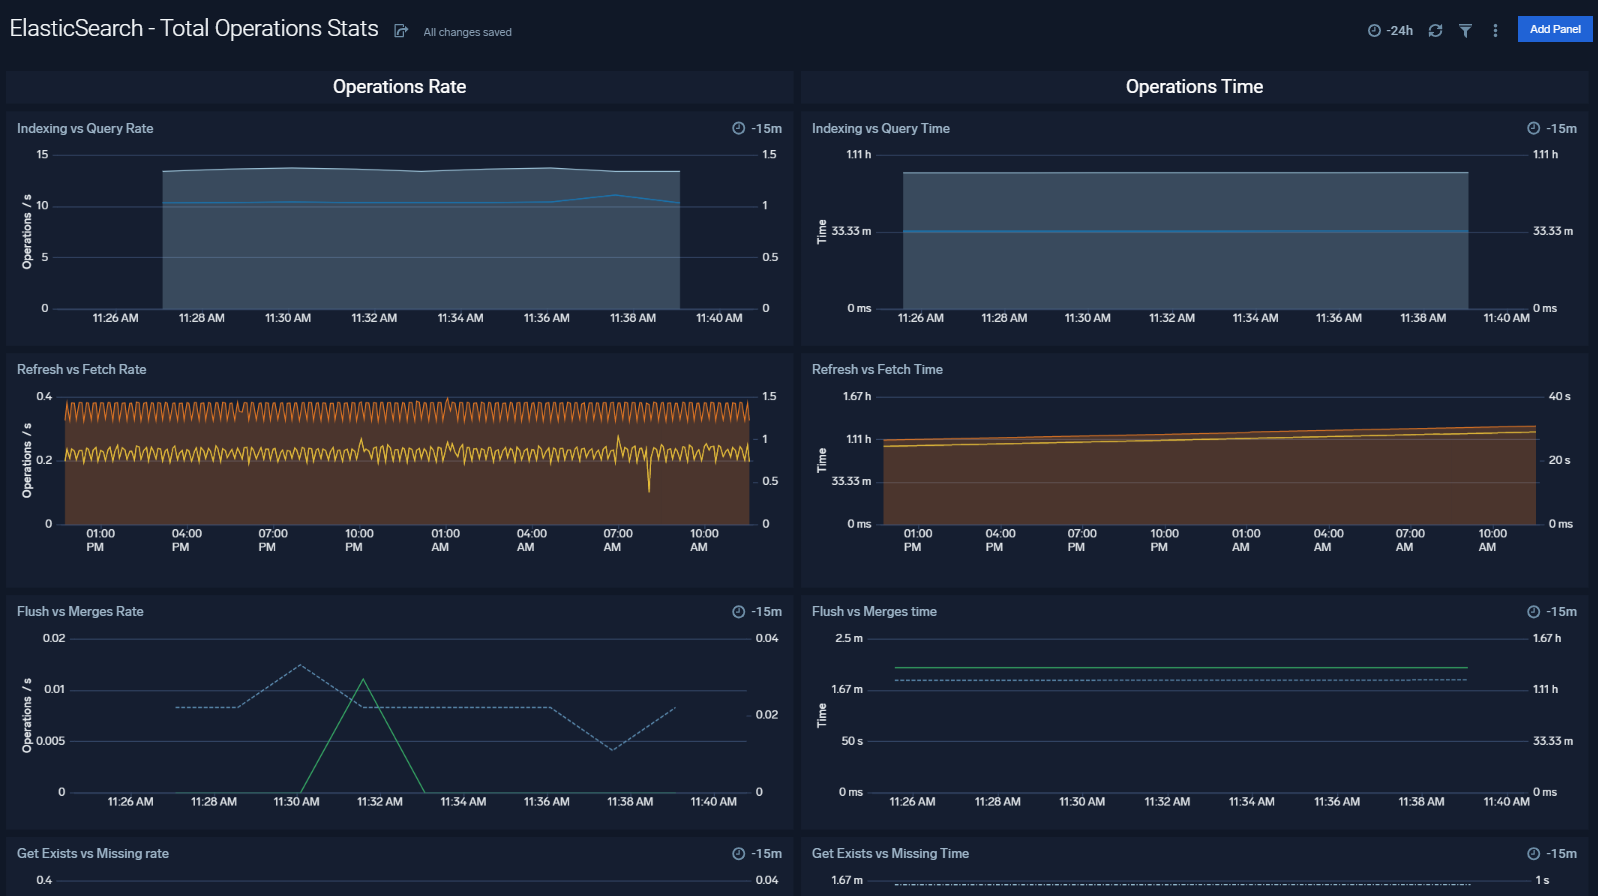 ElasticSearch - Total Operations Stats
All changes saved
-24h
Add Panel
Operations Rate
Operations Time
Indexing vs Query Rate
-15m
15
10
5
0
Operations / s
1.5
1
0.5
0
11:26 AM 11:28 AM 11:30 AM 11:32 AM 11:34 AM 11:36 AM 11:38 AM 11:40 AM
Indexing vs Query Time
-15m
1.11 h
33.33 m
0 ms
Time
1.11 h
33.33 m
0 ms
11:26 AM 11:28 AM 11:30 AM 11:32 AM 11:34 AM 11:36 AM 11:38 AM 11:40 AM
Refresh vs Fetch Rate
0.4
0.2
0
Operations / s
1.5
1
0.5
0
01:00 PM 04:00 PM 07:00 PM 10:00 PM 01:00 AM 04:00 AM 07:00 AM 10:00 AM
Refresh vs Fetch Time
1.67 h
1.11 h
33.33 m
0 ms
Time
40 s
20 s
0 ms
01:00 PM 04:00 PM 07:00 PM 10:00 PM 01:00 AM 04:00 AM 07:00 AM 10:00 AM
Flush vs Merges Rate
-15m
0.02
0.01
0.005
0
Operations / s
0.04
0.02
0
11:26 AM 11:28 AM 11:30 AM 11:32 AM 11:34 AM 11:36 AM 11:38 AM 11:40 AM
Flush vs Merges time
-15m
2.5 m
1.67 m
50 s
0 ms
Time
1.67 h
1.11 h
33.33 m
0 ms
11:26 AM 11:28 AM 11:30 AM 11:32 AM 11:34 AM 11:36 AM 11:38 AM 11:40 AM
Get Exists vs Missing rate
-15m
0.4
0.04
Get Exists vs Missing Time
-15m
1.67 m
1 s